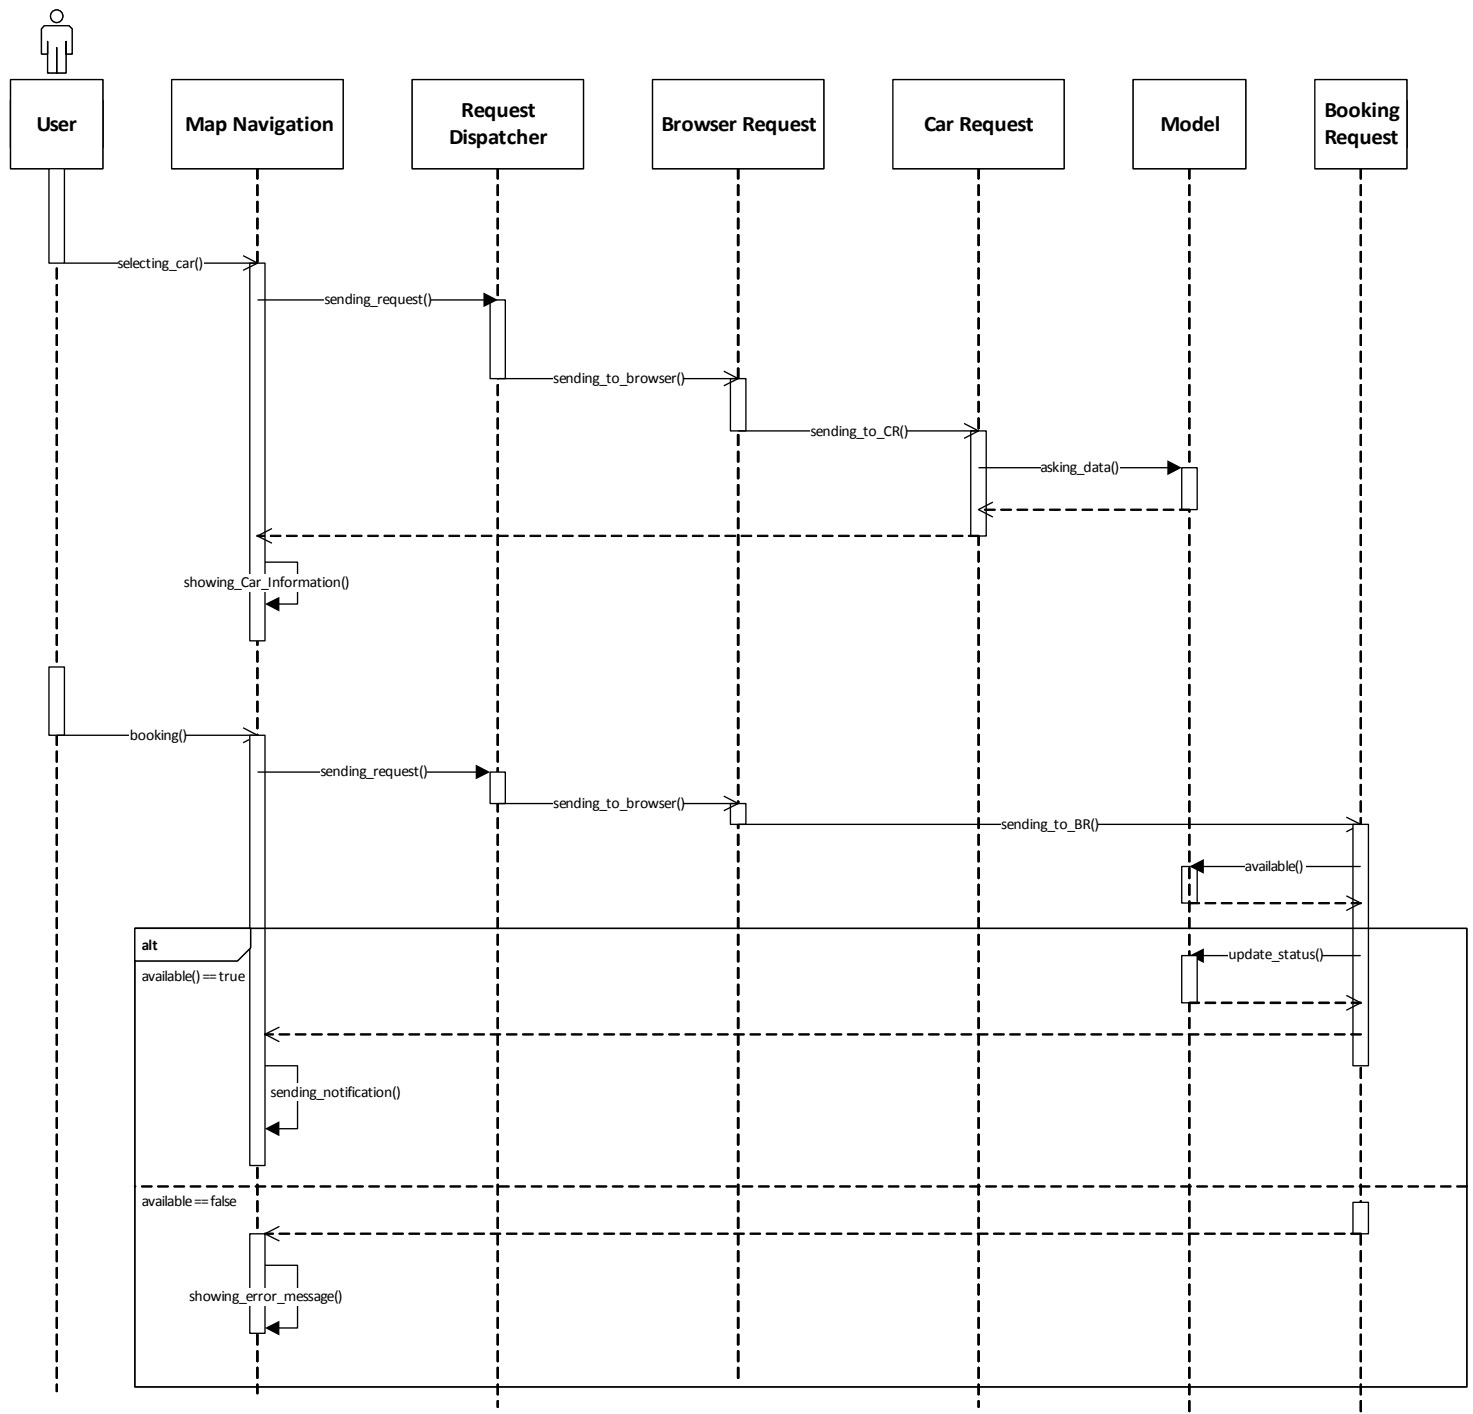 User
Map Navigation
Request
Dispatcher
Browser Request
Car Request
Model
Booking
Request
selecting_car()
sending_request()
sending_to_browser()
sending_to_CR()
asking_data()
showing_Car_Information()
booking()
sending_request()
sending_to_browser()
sending_to_BR()
available()
alt
update_status()
available() == true
sending_notification()
available == false
showing_error_message()